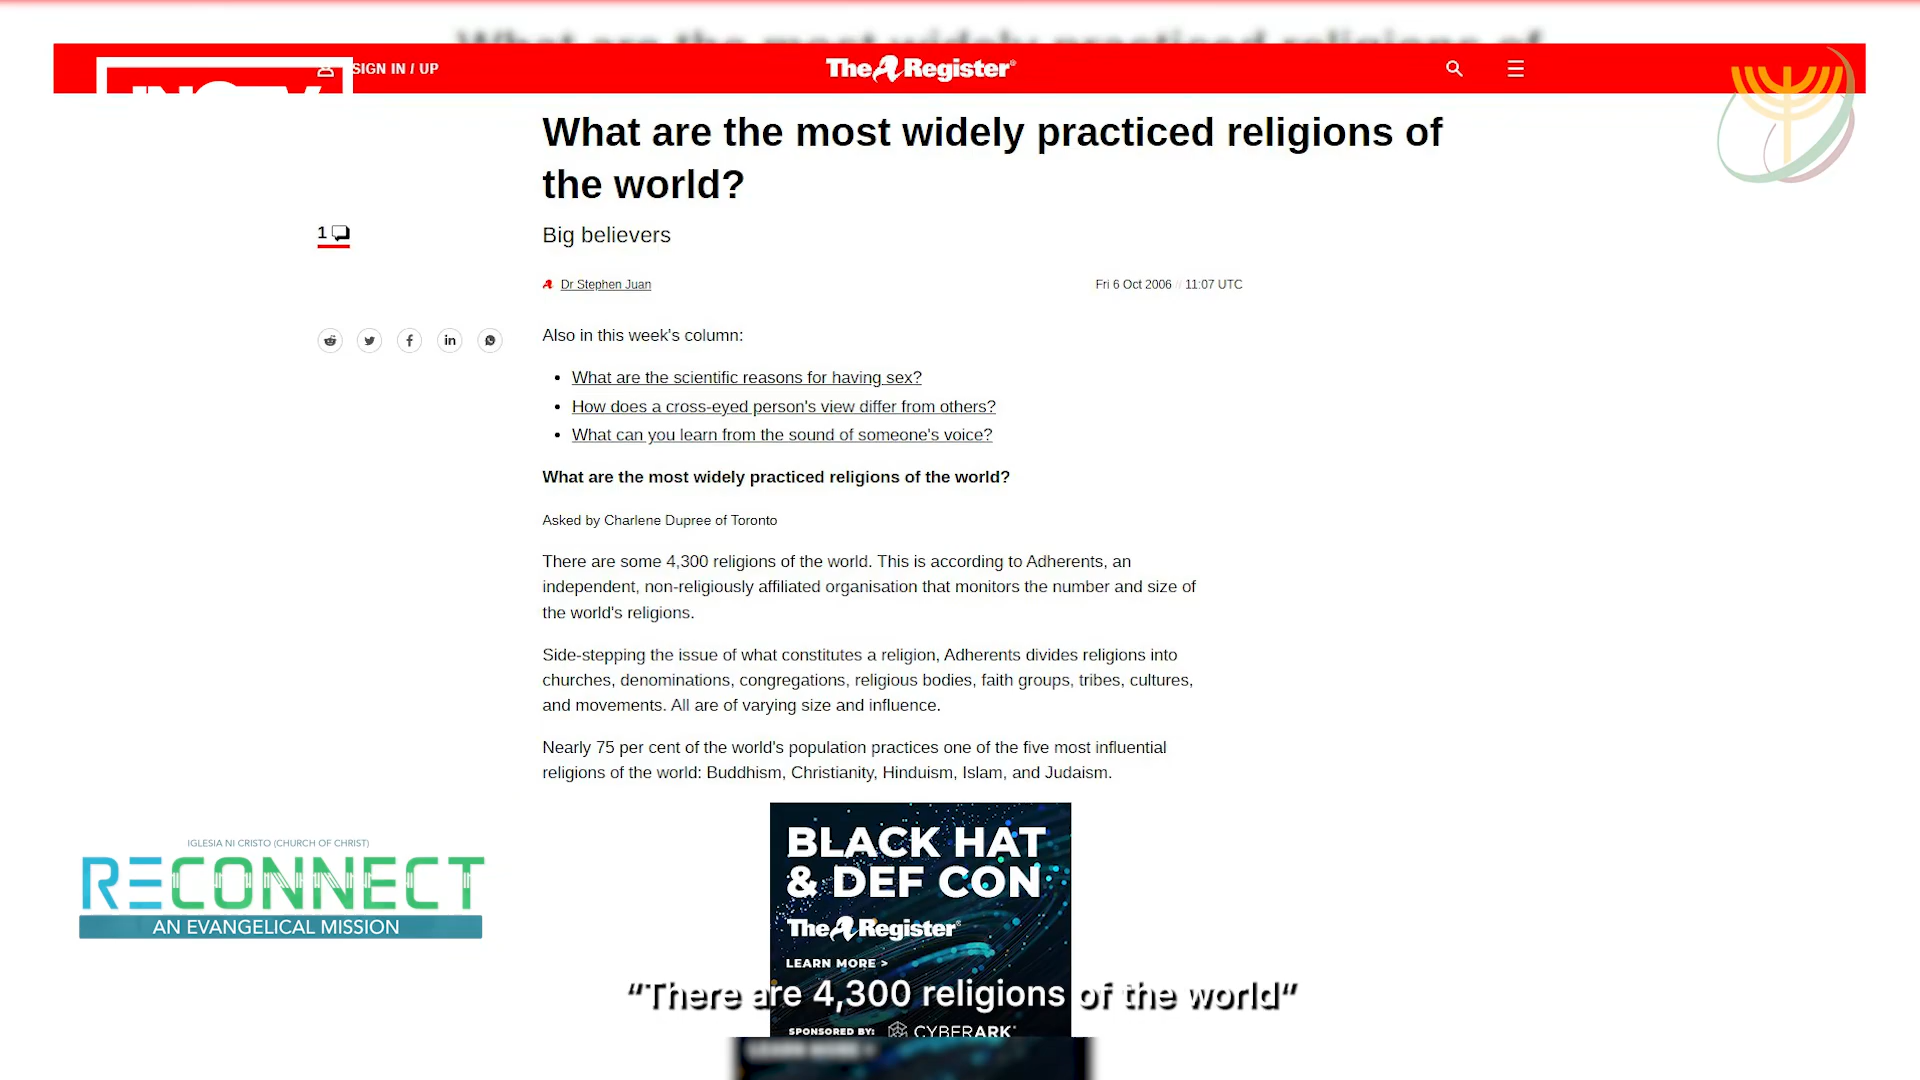 SIGN IN / UP
The Register
What are the most widely practiced religions of
the world?
1
Big believers
Dr Stephen Juan
Fri 6 Oct 2006 // 11:07 UTC
Also in this week's column:
What are the scientific reasons for having sex?
How does a cross-eyed person's view differ from others?
What can you learn from the sound of someone's voice?
What are the most widely practiced religions of the world?
Asked by Charlene Dupree of Toronto
There are some 4,300 religions of the world. This is according to Adherents, an
independent, non-religiously affiliated organisation that monitors the number and size of
the world's religions.
Side-stepping the issue of what constitutes a religion, Adherents divides religions into
churches, denominations, congregations, religious bodies, faith groups, tribes, cultures,
and movements. All are of varying size and influence.
Nearly 75 per cent of the world's population practices one of the five most influential
religions of the world: Buddhism, Christianity, Hinduism, Islam, and Judaism.
IGLESIA NI CRISTO (CHURCH OF CHRIST)
RECONNECT
AN EVANGELICAL MISSION
BLACK HAT
& DEF CON
The Register
LEARN MORE >
"There are 4,300 religions of the world"
SPONSORED BY: CYBERARK